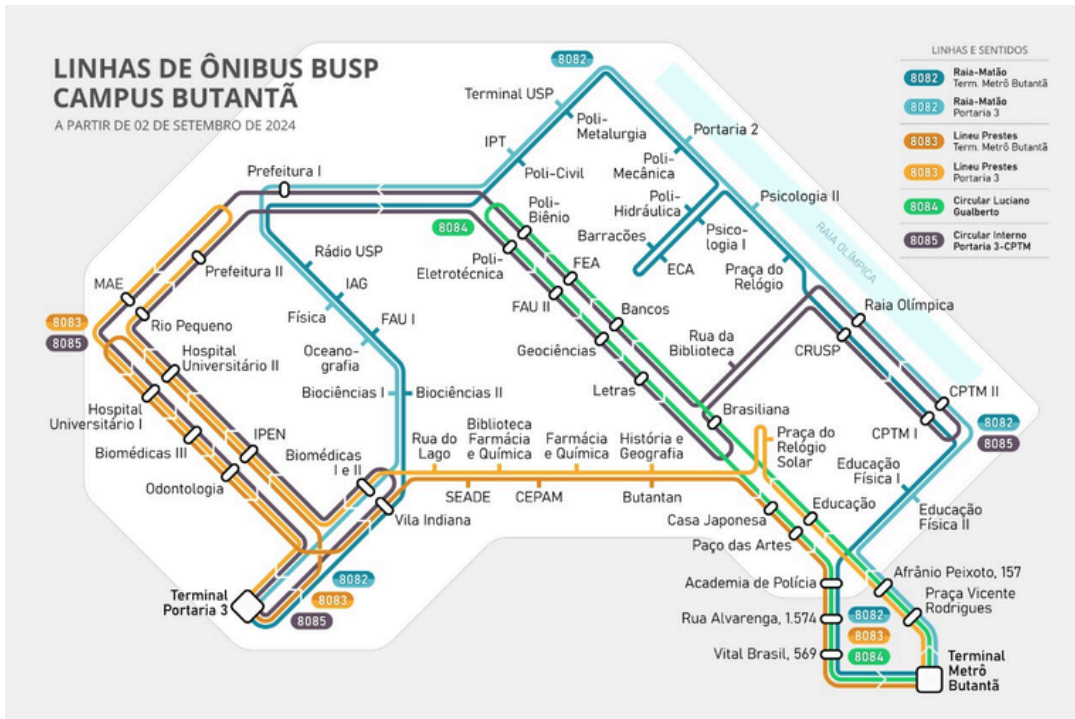 LINHAS DE ÔNIBUS BUSP
CAMPUS BUTANTÃ
A PARTIR DE 02 DE SETEMBRO DE 2024
LINHAS E SENTIDOS
8082
Raia-Matão
Term. Metrô Butantã
8082
Raia-Matão
Portaria 3
8083
Lineu Prestes
Term. Metrô Butantã
8083
Lineu Prestes
Portaria 3
8084
Circular Luciano
Gualberto
8085
Circular Interno
Portaria 3-CPTM
8082
Terminal USP
Poli-
Metalurgia
IPT
Poli-Civil
Portaria 2
Poli-
Mecânica
Prefeitura I
Psicologia II
Poli-
Hidráulica
Poli-
Biênio
8084
Barracões
Psico-
logia I
RAIA OLÍMPICA
Rádio USP
Poli-
Eletrotécnica
FEA
ECA
Praça do
Relógio
Prefeitura II
MAE
IAG
Física
FAU I
FAU II
Bancos
Raia Olímpica
8083
8085
Rio Pequeno
Rua da
Biblioteca
CRUSP
Hospital
Universitário II
Oceano-
grafia
Geociências
Biociências I
Biociências II
Letras
CPTM II
Hospital
Universitário I
Brasiliana
8082
8085
CPTM I
IPEN
Biomédicas III
Biomédicas
I e II
Rua do
Lago
Biblioteca
Farmácia
e Química
Farmácia
e Química
História e
Geografia
Praça do
Relógio
Solar
Odontologia
Educação
Física I
SEADE
CEPAM
Butantan
Educação
Educação
Física II
Vila Indiana
Casa Japonesa
Paço das Artes
Terminal
Portaria 3
8082
8083
8085
Academia de Polícia
Afrânio Peixoto, 157
Praça Vicente
Rodrigues
Rua Alvarenga, 1.574
8082
8083
8084
Vital Brasil, 569
Terminal
Metrô
Butantã